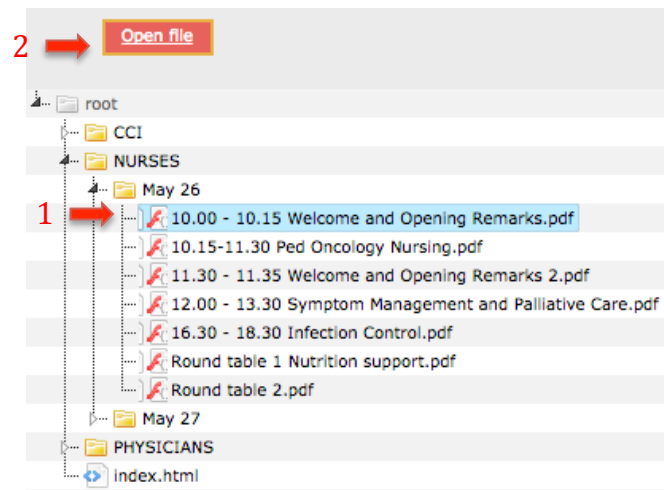 2 Open file
root
CCI
NURSES
May 26
1 10.00 - 10.15 Welcome and Opening Remarks.pdf
10.15-11.30 Ped Oncology Nursing.pdf
11.30 - 11.35 Welcome and Opening Remarks 2.pdf
12.00 - 13.30 Symptom Management and Palliative Care.pdf
16.30 - 18.30 Infection Control.pdf
Round table 1 Nutrition support.pdf
Round table 2.pdf
May 27
PHYSICIANS
index.html